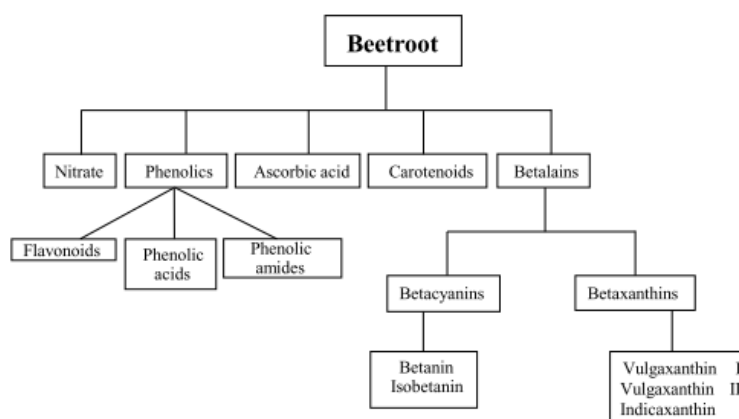 Beetroot
Nitrate
Phenolics
Ascorbic acid
Carotenoids
Betalains
Flavonoids
Phenolic
acids
Phenolic
amides
Betacyanins
Betaxanthins
Betanin
Isobetanin
Vulgaxanthin I
Vulgaxanthin II
Indicaxanthin